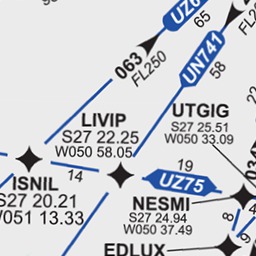 65
063
FL250
UN741
58
UTGIG
S27 25.51
W050 33.09
LIVIP
S27 22.25
W050 58.05
19
14
UZ75
ISNIL
S27 20.21
W051 13.33
NESMI
S27 24.94
W050 37.49
4
8
9
EDLUX